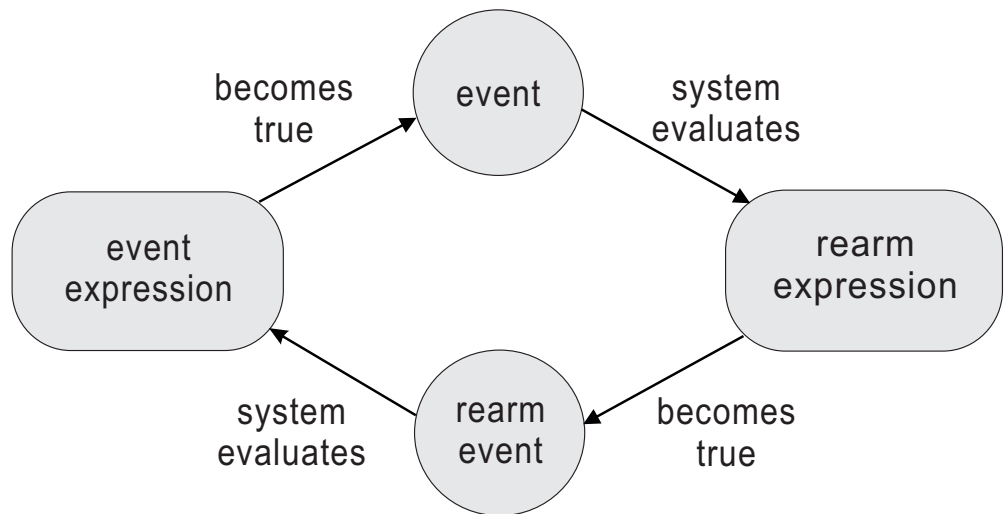 becomes
true
event
system
evaluates
event
expression
rearm
expression
system
evaluates
rearm
event
becomes
true